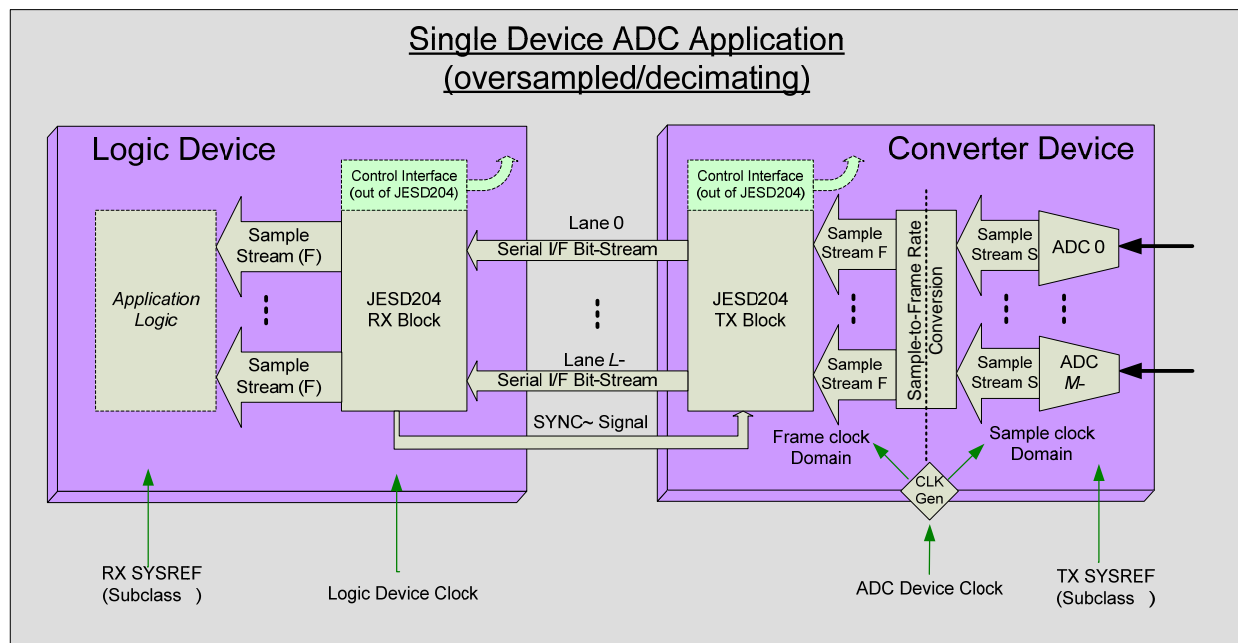 Single Device ADC Application
(oversampled/decimating)
Logic Device
Converter Device
Control Interface
(out of JESD204)
Control Interface
(out of JESD204)
Application
Logic
Sample
Stream (F)
Sample
Stream (F)
JESD204
RX Block
Lane 0
Serial I/F Bit-Stream
Lane L-
Serial I/F Bit-Stream
SYNC~ Signal
JESD204
TX Block
Sample
Stream F
Sample
Stream F
Sample-to-Frame Rate
Conversion
Sample
Stream S
Sample
Stream S
ADC 0
ADC
M-
Frame clock
Domain
Sample clock
Domain
CLK
Gen
RX SYSREF
(Subclass )
Logic Device Clock
ADC Device Clock
TX SYSREF
(Subclass )